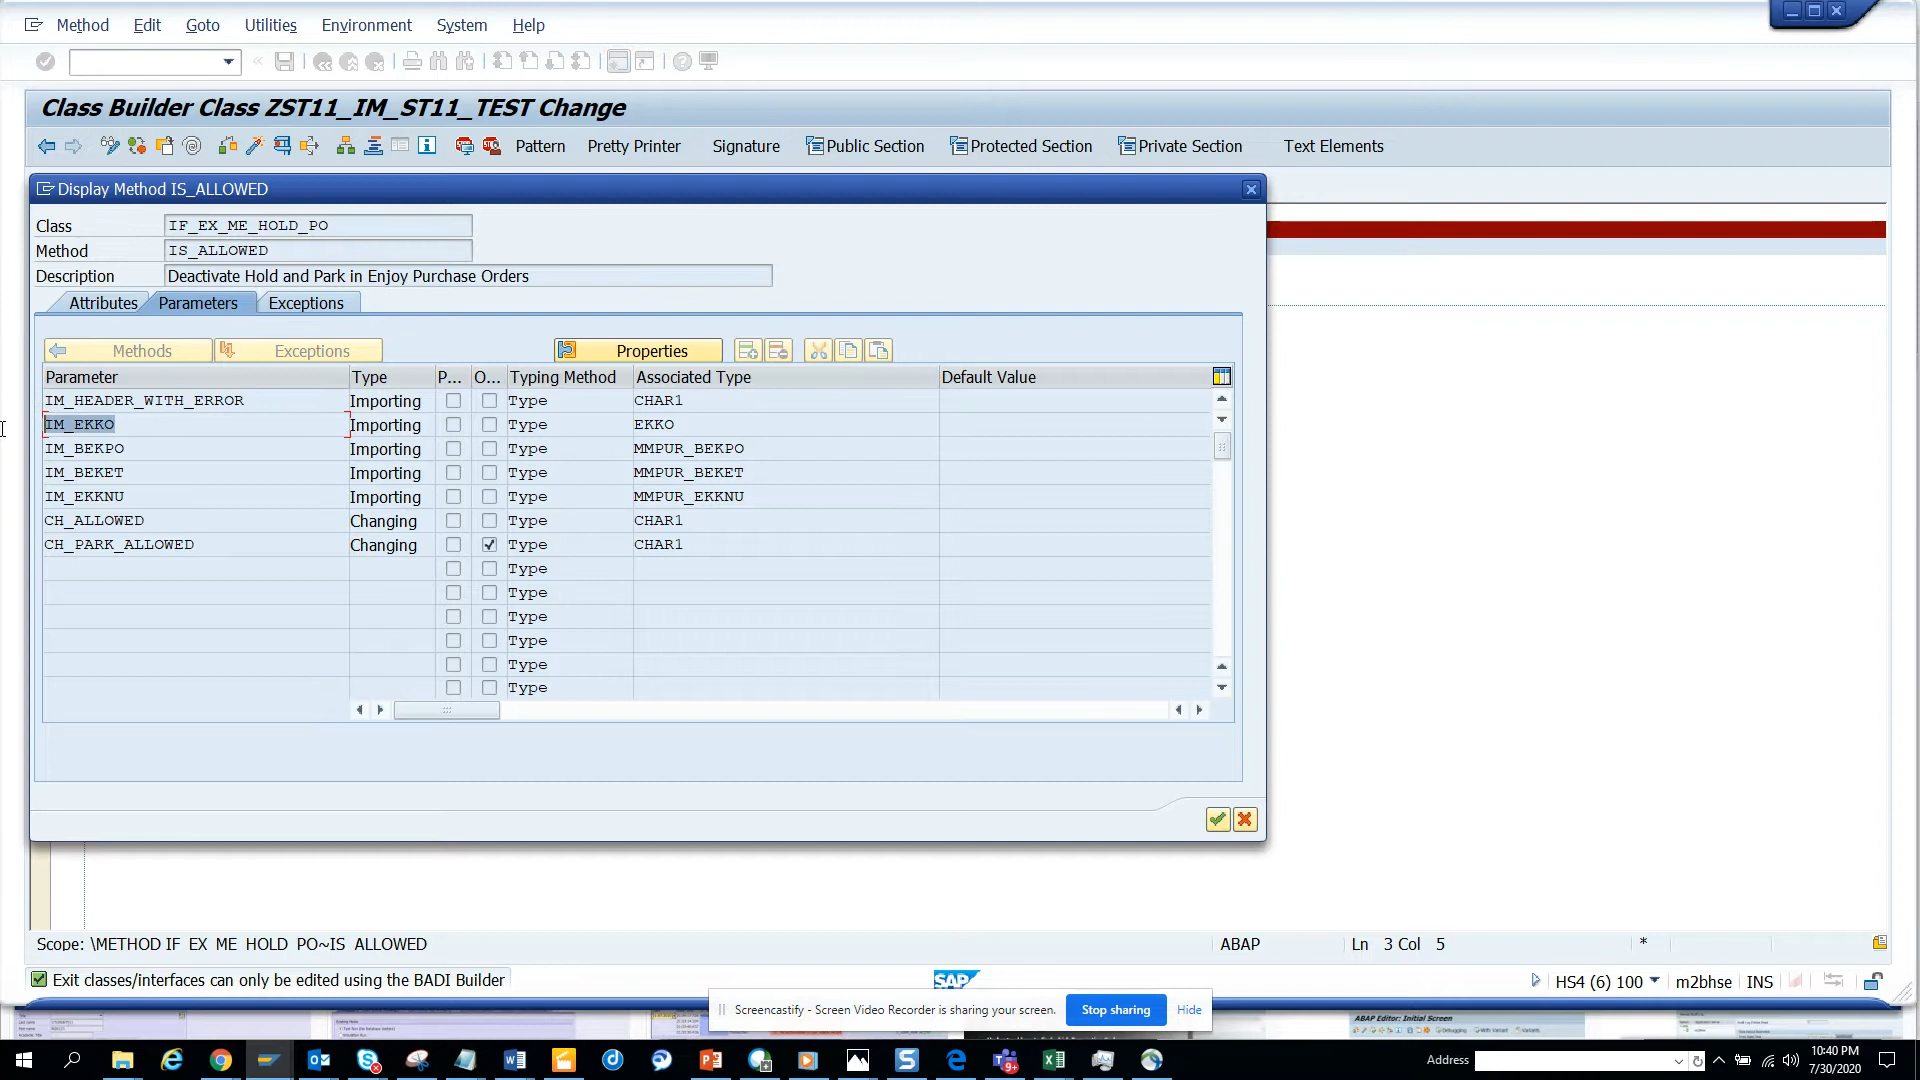 Method Edit Goto Utilities Environment System Help
Class Builder Class ZST11_IM_ST11_TEST Change
Pattern Pretty Printer Signature Public Section Protected Section Private Section Text Elements
Display Method IS_ALLOWED
Class IF_EX_ME_HOLD_PO
Method IS_ALLOWED
Description Deactivate Hold and Park in Enjoy Purchase Orders
Attributes Parameters Exceptions
Methods Exceptions Properties
Parameter Type P... O... Typing Method Associated Type Default Value
IM_HEADER_WITH_ERROR Importing Type CHAR1
IM_EKKO Importing Type EKKO
IM_BEKPO Importing Type MMPUR_BEKPO
IM_BEKET Importing Type MMPUR_BEKET
IM_EKKNU Importing Type MMPUR_EKKNU
CH_ALLOWED Changing Type CHAR1
CH_PARK_ALLOWED Changing Type CHAR1
Type
Type
Type
Type
Type
Type
Scope: \METHOD IF_EX_ME_HOLD_PO~IS_ALLOWED ABAP Ln 3 Col 5 *
Exit classes/interfaces can only be edited using the BADI Builder SAP HS4 (6) 100 m2bhse INS
Screencastify - Screen Video Recorder is sharing your screen. Stop sharing Hide
ABAP Editor: Initial Screen
Address 10:40 PM
7/30/2020